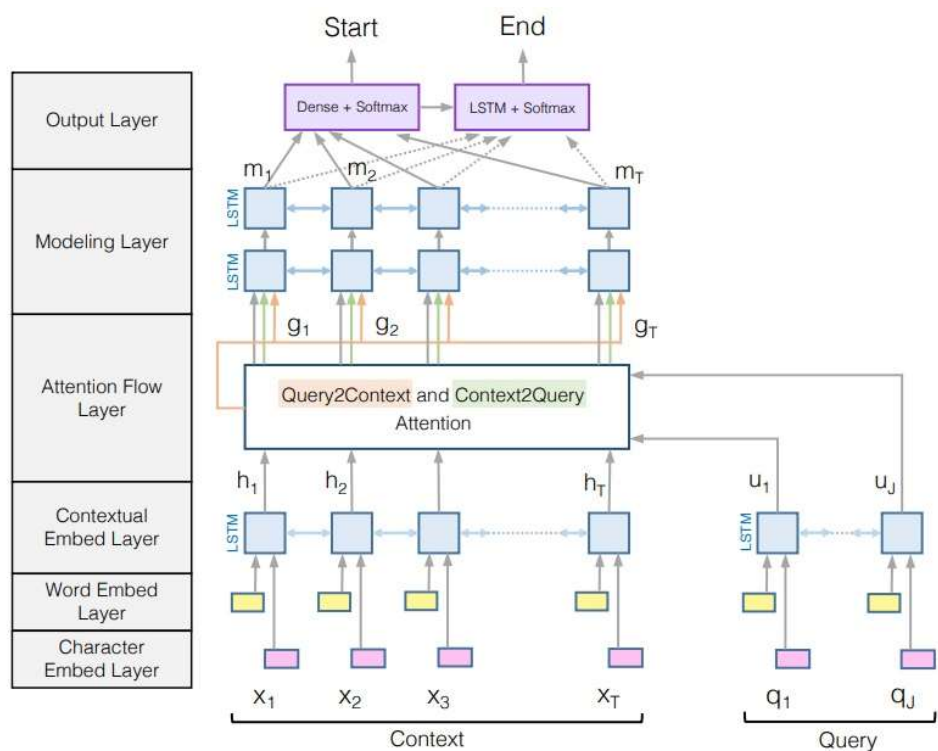 Start End
Output Layer
Dense + Softmax LSTM + Softmax
m1 m2 mT
LSTM
Modeling Layer
LSTM
g1 g2 gT
Attention Flow
Layer
Query2Context and Context2Query
Attention
h1 h2 hT u1 uJ
Contextual
Embed Layer
LSTM LSTM
Word Embed
Layer
Character
Embed Layer
x1 x2 x3 xT q1 qJ
Context Query